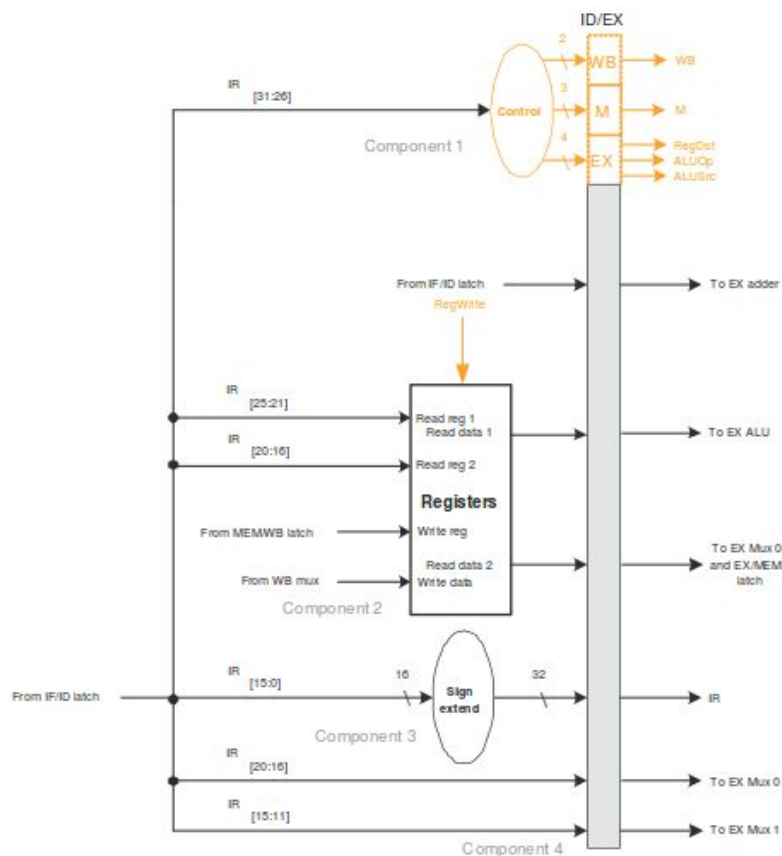 ID/EX
2
WB
WB
IR
[31:26]
3
Control
M
M
Component 1
4
EX
RegDst
ALUOp
ALUSrc
From IF/ID latch
To EX adder
RegWrite
IR
[25:21]
Read reg 1
Read data 1
To EX ALU
IR
[20:16]
Read reg 2
Registers
From MEM/WB latch
Write reg
Read data 2
To EX Mux 0
and EX/MEM
latch
From WB mux
Write data
Component 2
IR
[15:0]
16
Sign
extend
32
From IF/ID latch
IR
Component 3
IR
[20:16]
To EX Mux 0
IR
[15:11]
To EX Mux 1
Component 4